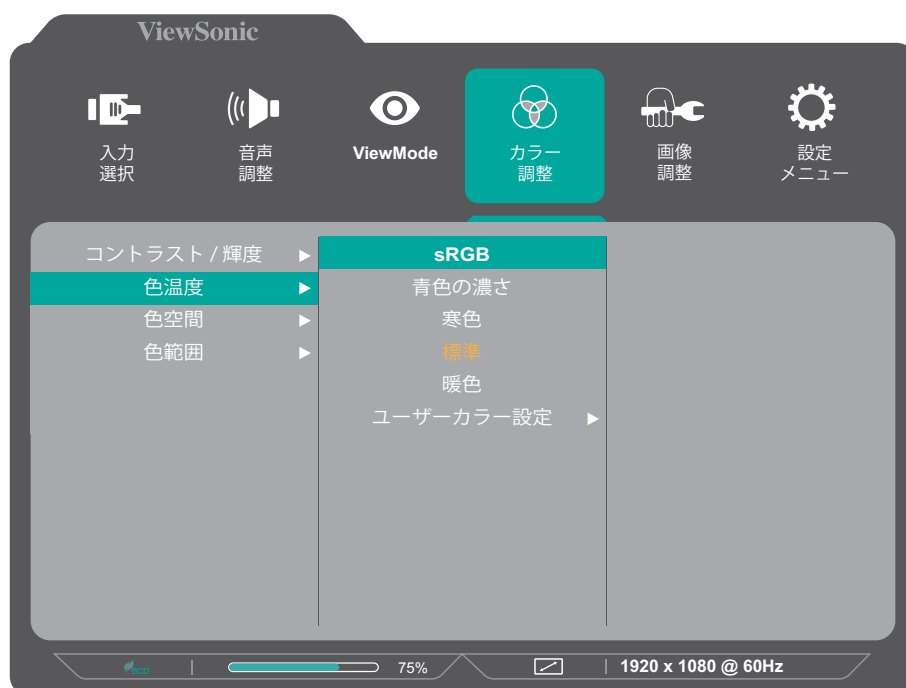 ViewSonic
入力
選択
音声
調整
ViewMode
カラー
調整
画像
調整
設定
メニュー
コントラスト / 輝度 ▶
色温度 ▶
色空間 ▶
色範囲 ▶
sRGB
青色の濃さ
寒色
標準
暖色
ユーザーカラー設定 ▶
eco
75%
1920 x 1080 @ 60Hz